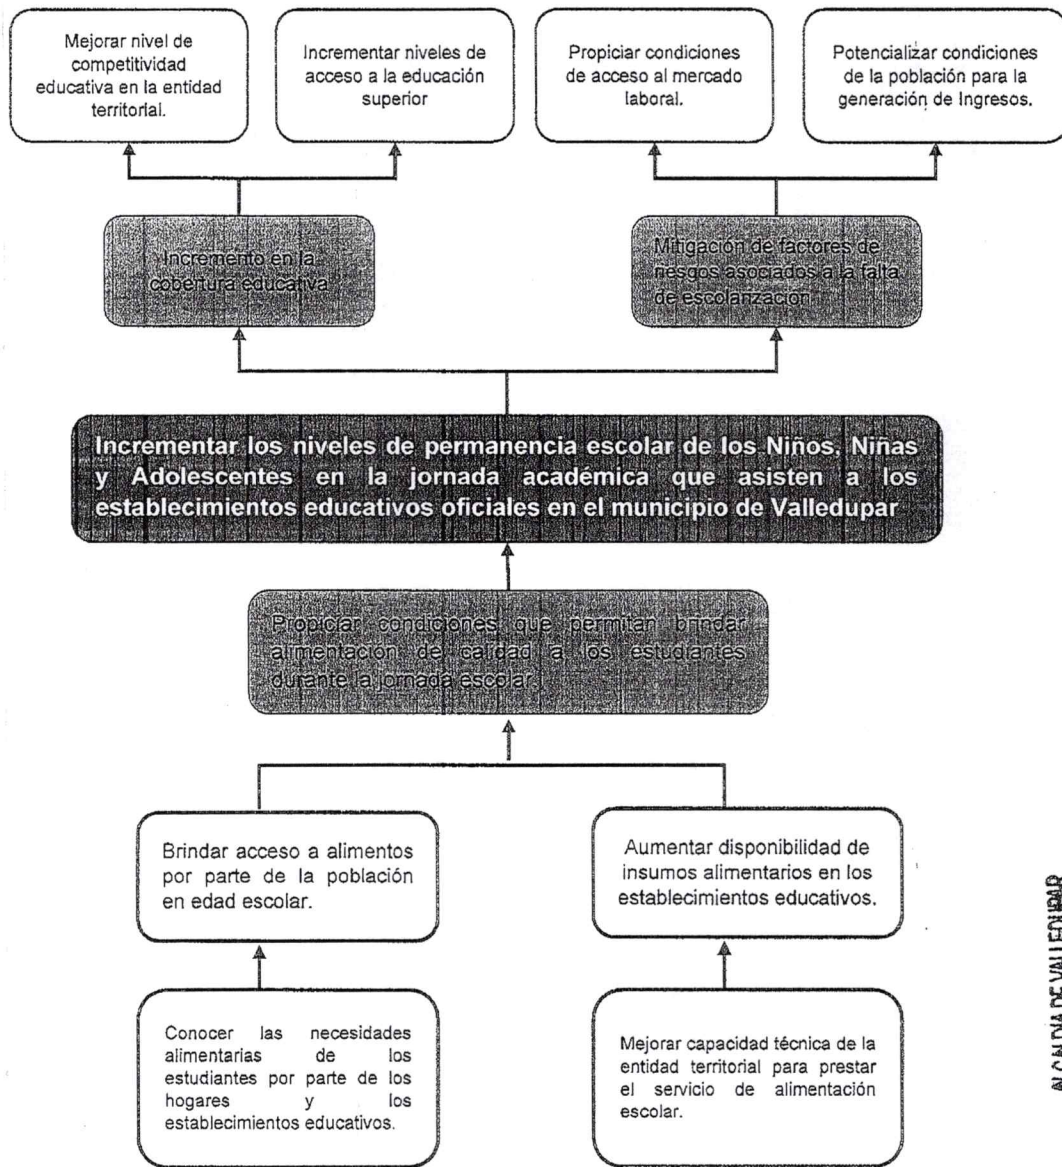 Mejorar nivel de
competitividad
educativa en la entidad
territorial.
Incrementar niveles de
acceso a la educación
superior
Propiciar condiciones
de acceso al mercado
laboral.
Potencializar condiciones
de la población para la
generación de Ingresos.
Incremento en la
cobertura educativa
Mitigación de factores de
riesgos asociados a la falta
de escolarización
Incrementar los niveles de permanencia escolar de los Niños, Niñas
y Adolescentes en la jornada académica que asisten a los
establecimientos educativos oficiales en el municipio de Valledupar
Propiciar condiciones que permitan brindar
alimentación de calidad a los estudiantes
durante la jornada escolar.
Brindar acceso a alimentos
por parte de la población
en edad escolar.
Aumentar disponibilidad de
insumos alimentarios en los
establecimientos educativos.
Conocer las necesidades
alimentarias de los
estudiantes por parte de los
hogares y los
establecimientos educativos.
Mejorar capacidad técnica de la
entidad territorial para prestar
el servicio de alimentación
escolar.
ALCALDÍA DE VALLEDUPAR